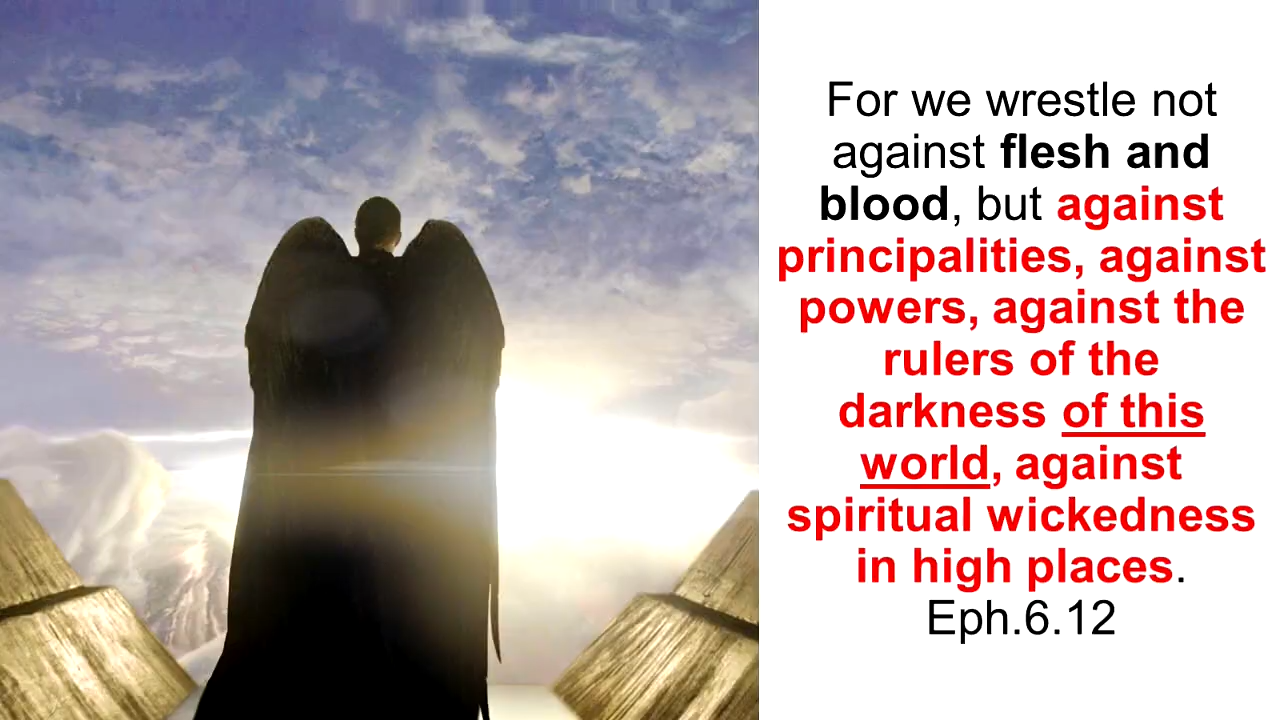 For we wrestle not
against flesh and
blood, but against
principalities, against
powers, against the
rulers of the
darkness of this
world, against
spiritual wickedness
in high places.
Eph.6.12